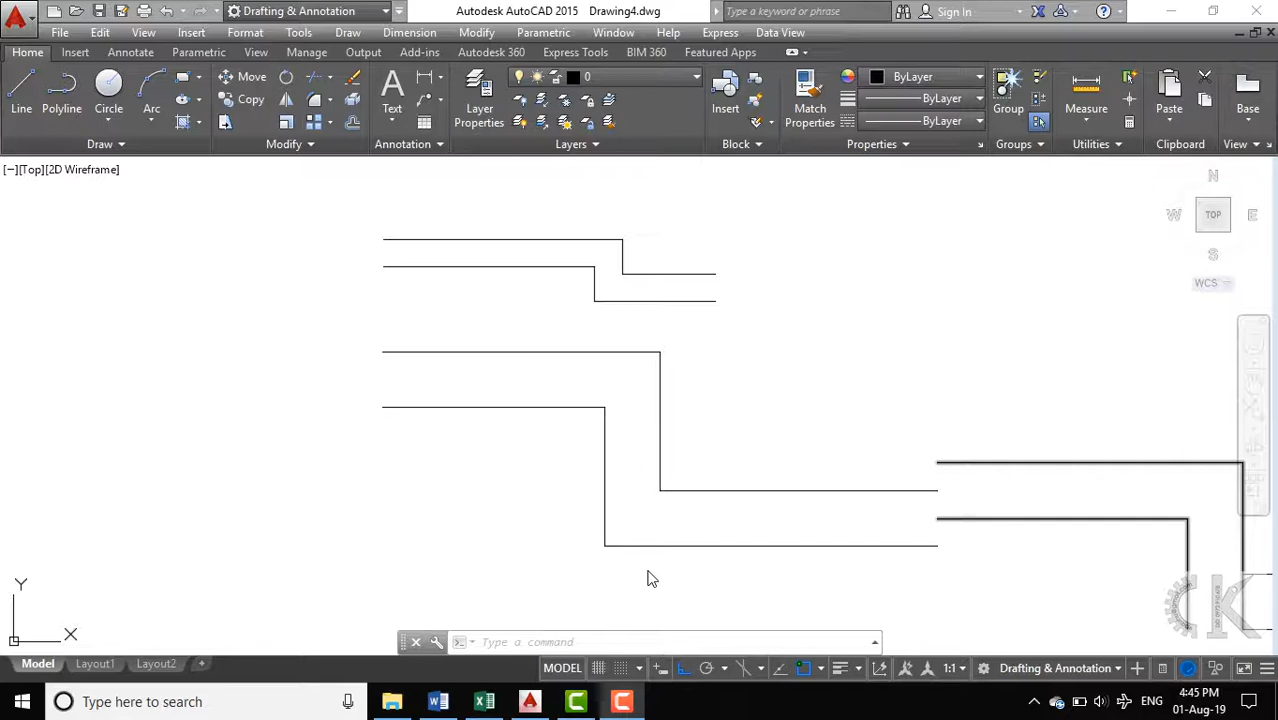 Drafting & Annotation
Autodesk AutoCAD 2015 Drawing4.dwg
Type a keyword or phrase
Sign In
File Edit View Insert Format Tools Draw Dimension Modify Parametric Window Help Express Data View
Home Insert Annotate Parametric View Manage Output Add-ins Autodesk 360 Express Tools BIM 360 Featured Apps
Line Polyline Circle Arc
Move
Copy
Text
Layer Properties
0
Insert
Match Properties
ByLayer
ByLayer
ByLayer
Group
Measure
Paste
Base
Draw Modify Annotation Layers Block Properties Groups Utilities Clipboard View
[−][Top][2D Wireframe]
N
W TOP E
S
WCS
Y
X
CK
Type a command
Model Layout1 Layout2 +
MODEL 1:1 Drafting & Annotation
Type here to search
ENG
4:45 PM
01-Aug-19